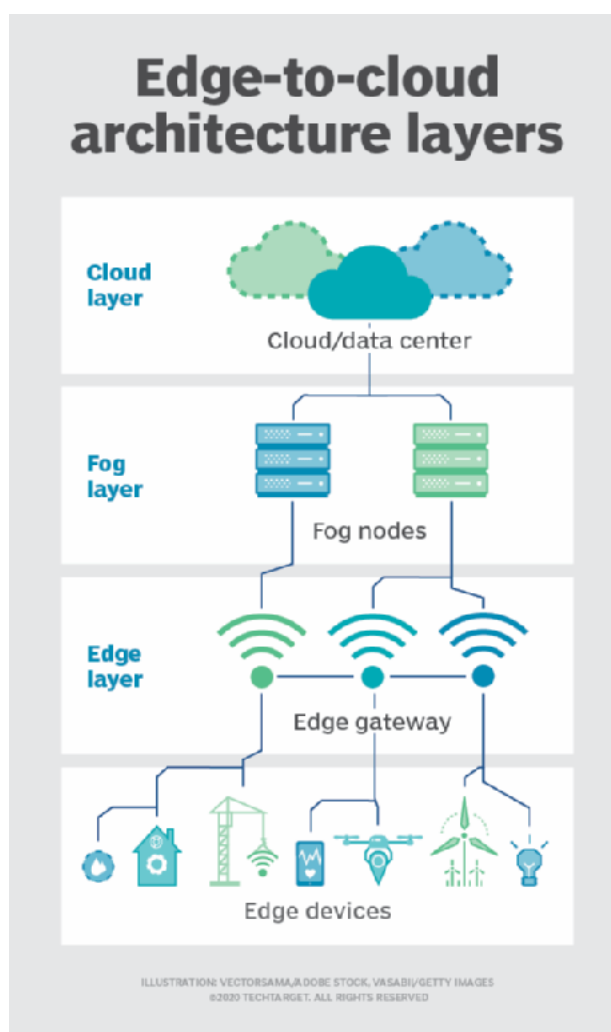 Edge-to-cloud
architecture layers
Cloud
layer
Cloud/data center
Fog
layer
Fog nodes
Edge
layer
Edge gateway
Edge devices
ILLUSTRATION: VECTORSAMA/ADOBE STOCK, VASABI/GETTY IMAGES
©2020 TECHTARGET. ALL RIGHTS RESERVED